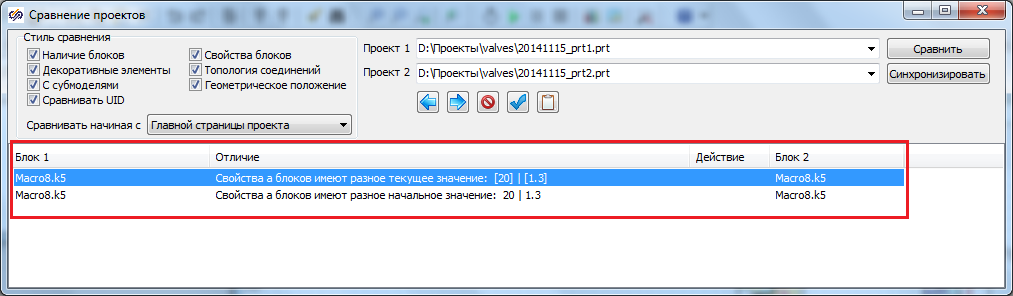 Сравнение проектов
Стиль сравнения
Наличие блоков
Свойства блоков
Декоративные элементы
Топология соединений
С субмоделями
Геометрическое положение
Сравнивать UID
Сравнивать начиная с Главной страницы проекта
Проект 1 D:\Проекты\valves\20141115_prt1.prt Сравнить
Проект 2 D:\Проекты\valves\20141115_prt2.prt Синхронизировать
Блок 1 Отличие Действие Блок 2
Macro8.k5 Свойства a блоков имеют разное текущее значение: [20] | [1.3] Macro8.k5
Macro8.k5 Свойства a блоков имеют разное начальное значение: 20 | 1.3 Macro8.k5